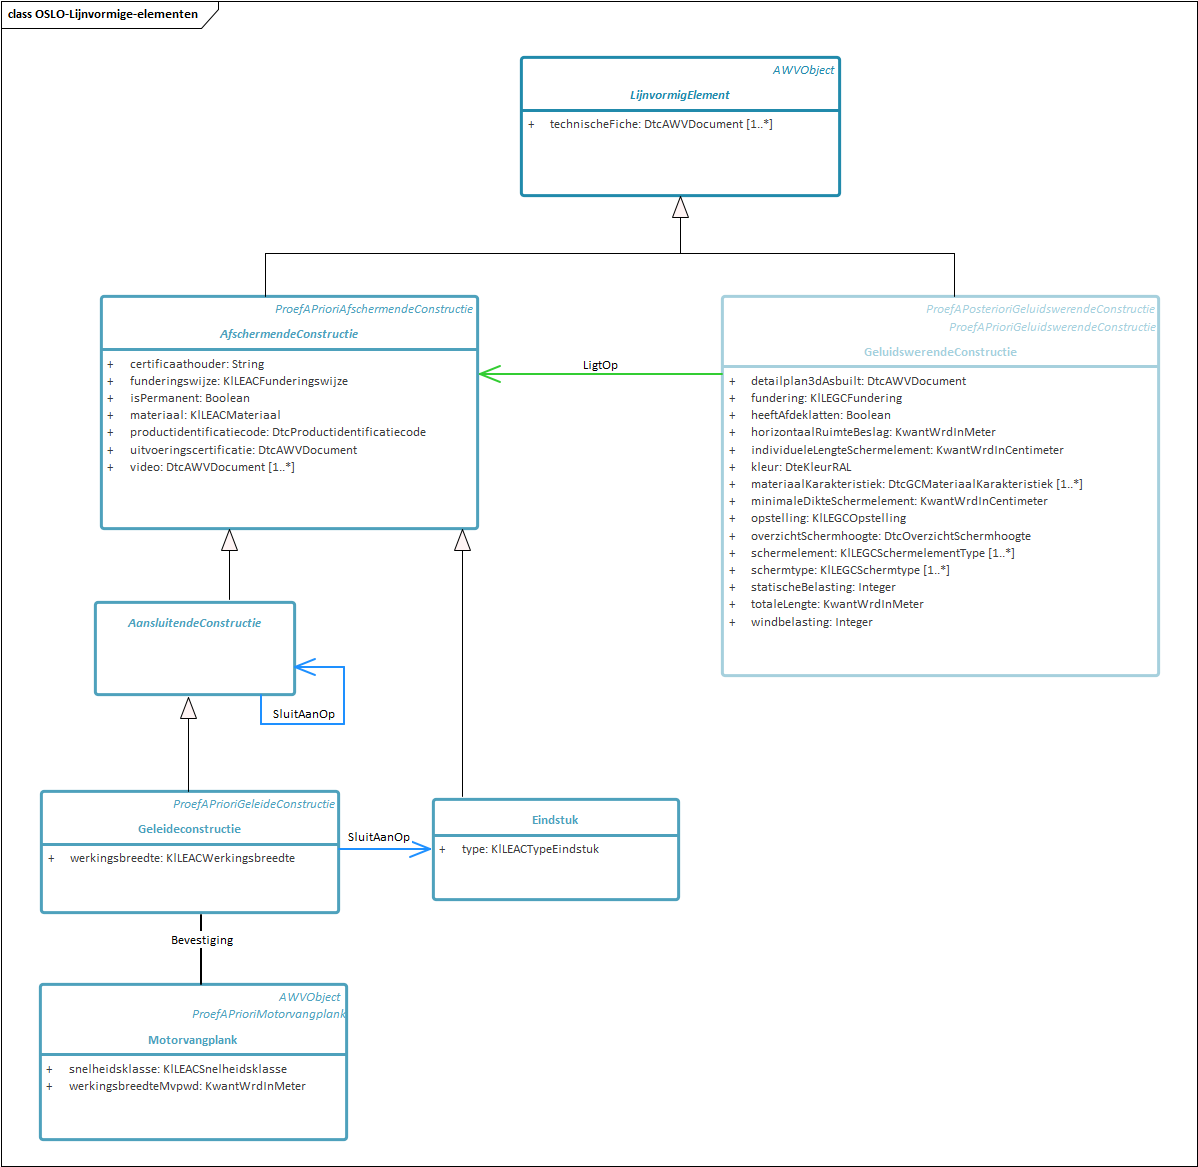 class OSLO-Lijnvormige-elementen
AWVObject
LijnvormigElement
+ technischeFiche: DtcAWVDocument [1..*]
ProefAPrioriAfschermendeConstructie
AfschermendeConstructie
+ certificaathouder: String
+ funderingswijze: KlLEACFunderingswijze
+ isPermanent: Boolean
+ materiaal: KlLEACMateriaal
+ productidentificatiecode: DtcProductidentificatiecode
+ uitvoeringscertificatie: DtcAWVDocument
+ video: DtcAWVDocument [1..*]
LigtOp
ProefAPosterioriGeluidswerendeConstructie
ProefAPrioriGeluidswerendeConstructie
GeluidswerendeConstructie
+ detailplan3dAsbuilt: DtcAWVDocument
+ fundering: KlLEGCFundering
+ heeftAfdeklatten: Boolean
+ horizontaalRuimteBeslag: KwantWrdInMeter
+ individueleLengteSchermelement: KwantWrdInCentimeter
+ kleur: DteKleurRAL
+ materiaalKarakteristiek: DtcGCMateriaalKarakteristiek [1..*]
+ minimaleDikteSchermelement: KwantWrdInCentimeter
+ opstelling: KlLEGCOpstelling
+ overzichtSchermhoogte: DtcOverzichtSchermhoogte
+ schermelement: KlLEGCSchermelementType [1..*]
+ schermtype: KlLEGCSchermtype [1..*]
+ statischeBelasting: Integer
+ totaleLengte: KwantWrdInMeter
+ windbelasting: Integer
AansluitendeConstructie
SluitAanOp
ProefAPrioriGeleideConstructie
Geleideconstructie
+ werkingsbreedte: KlLEACWerkingsbreedte
SluitAanOp
Eindstuk
+ type: KlLEACTypeEindstuk
Bevestiging
AWVObject
ProefAPrioriMotorvangplank
Motorvangplank
+ snelheidsklasse: KlLEACSnelheidsklasse
+ werkingsbreedteMvpwd: KwantWrdInMeter